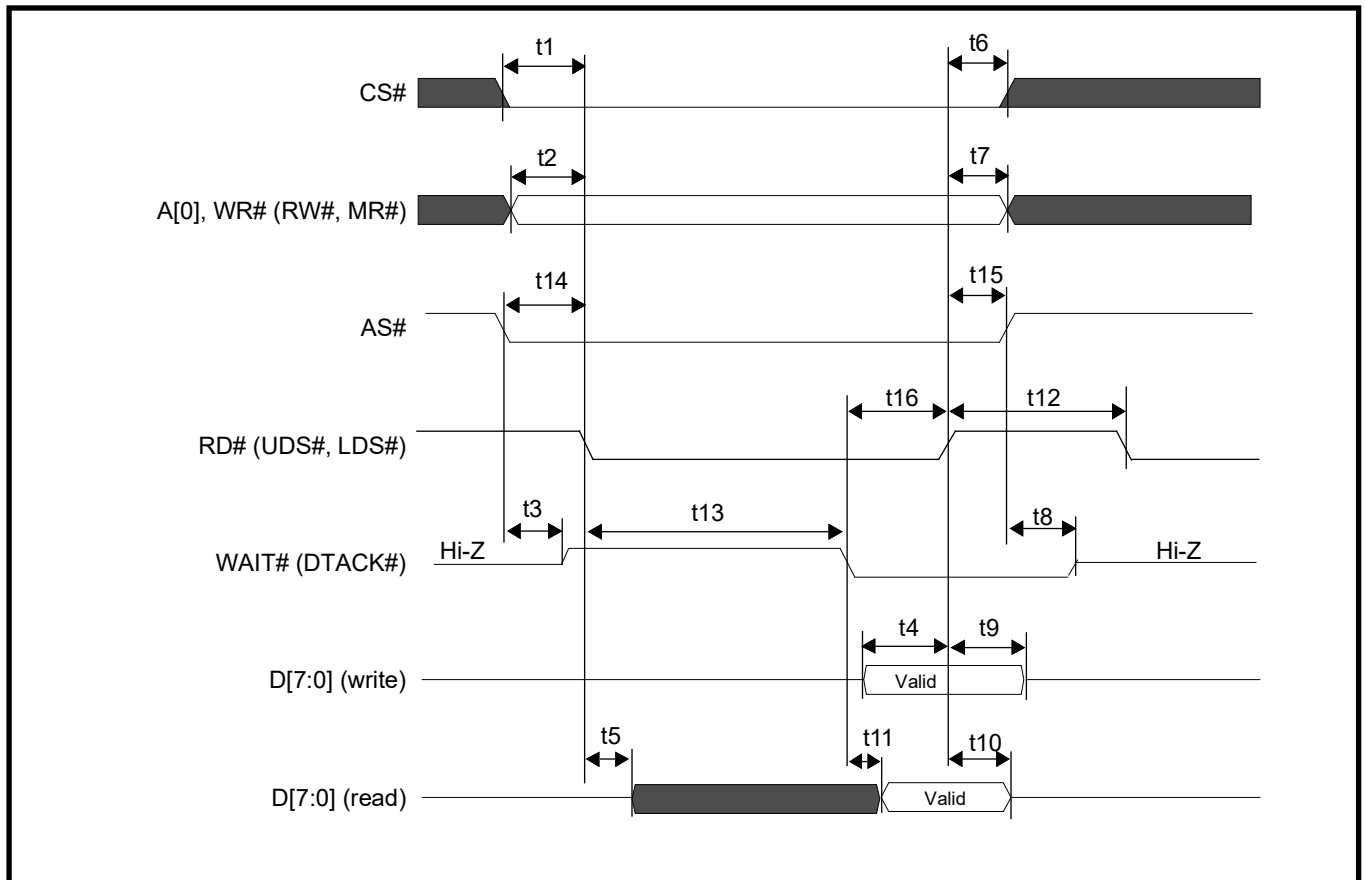 t1 t6
CS#
t2 t7
A[0], WR# (RW#, MR#)
t14 t15
AS#
t16 t12
RD# (UDS#, LDS#)
t3 t13 t8
WAIT# (DTACK#) Hi-Z Hi-Z
t4 t9
D[7:0] (write) Valid
t5 t11 t10
D[7:0] (read) Valid